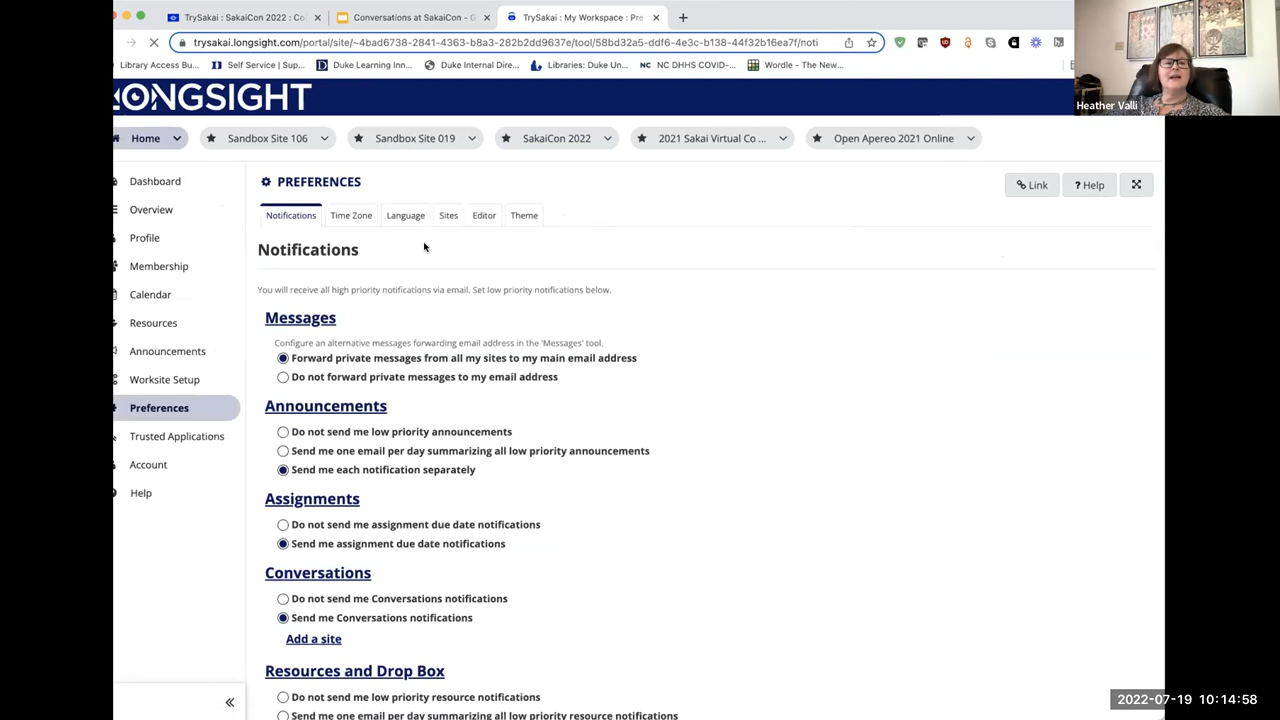 TrySakai : SakaiCon 2022 : Co
Conversations at SakaiCon - G
TrySakai : My Workspace : Pre
trysakai.longsight.com/portal/site/~4bad6738-2841-4363-b8a3-282b2dd9637e/tool/58bd32a5-ddf6-4e3c-b138-44f32b16ea7f/noti
Library Access Bu...
Self Service | Sup...
Duke Learning Inn...
Duke Internal Dire...
Libraries: Duke Un...
NC NC DHHS COVID-...
Wordle - The New...
Heather Valli
LONGSIGHT
Home
Sandbox Site 106
Sandbox Site 019
SakaiCon 2022
2021 Sakai Virtual Co ...
Open Apereo 2021 Online
Dashboard
Overview
Profile
Membership
Calendar
Resources
Announcements
Worksite Setup
Preferences
Trusted Applications
Account
Help
PREFERENCES
Link
? Help
Notifications
Time Zone
Language
Sites
Editor
Theme
Notifications
You will receive all high priority notifications via email. Set low priority notifications below.
Messages
Configure an alternative messages forwarding email address in the 'Messages' tool.
Forward private messages from all my sites to my main email address
Do not forward private messages to my email address
Announcements
Do not send me low priority announcements
Send me one email per day summarizing all low priority announcements
Send me each notification separately
Assignments
Do not send me assignment due date notifications
Send me assignment due date notifications
Conversations
Do not send me Conversations notifications
Send me Conversations notifications
Add a site
Resources and Drop Box
Do not send me low priority resource notifications
Send me one email per day summarizing all low priority resource notifications
2022-07-19 10:14:58